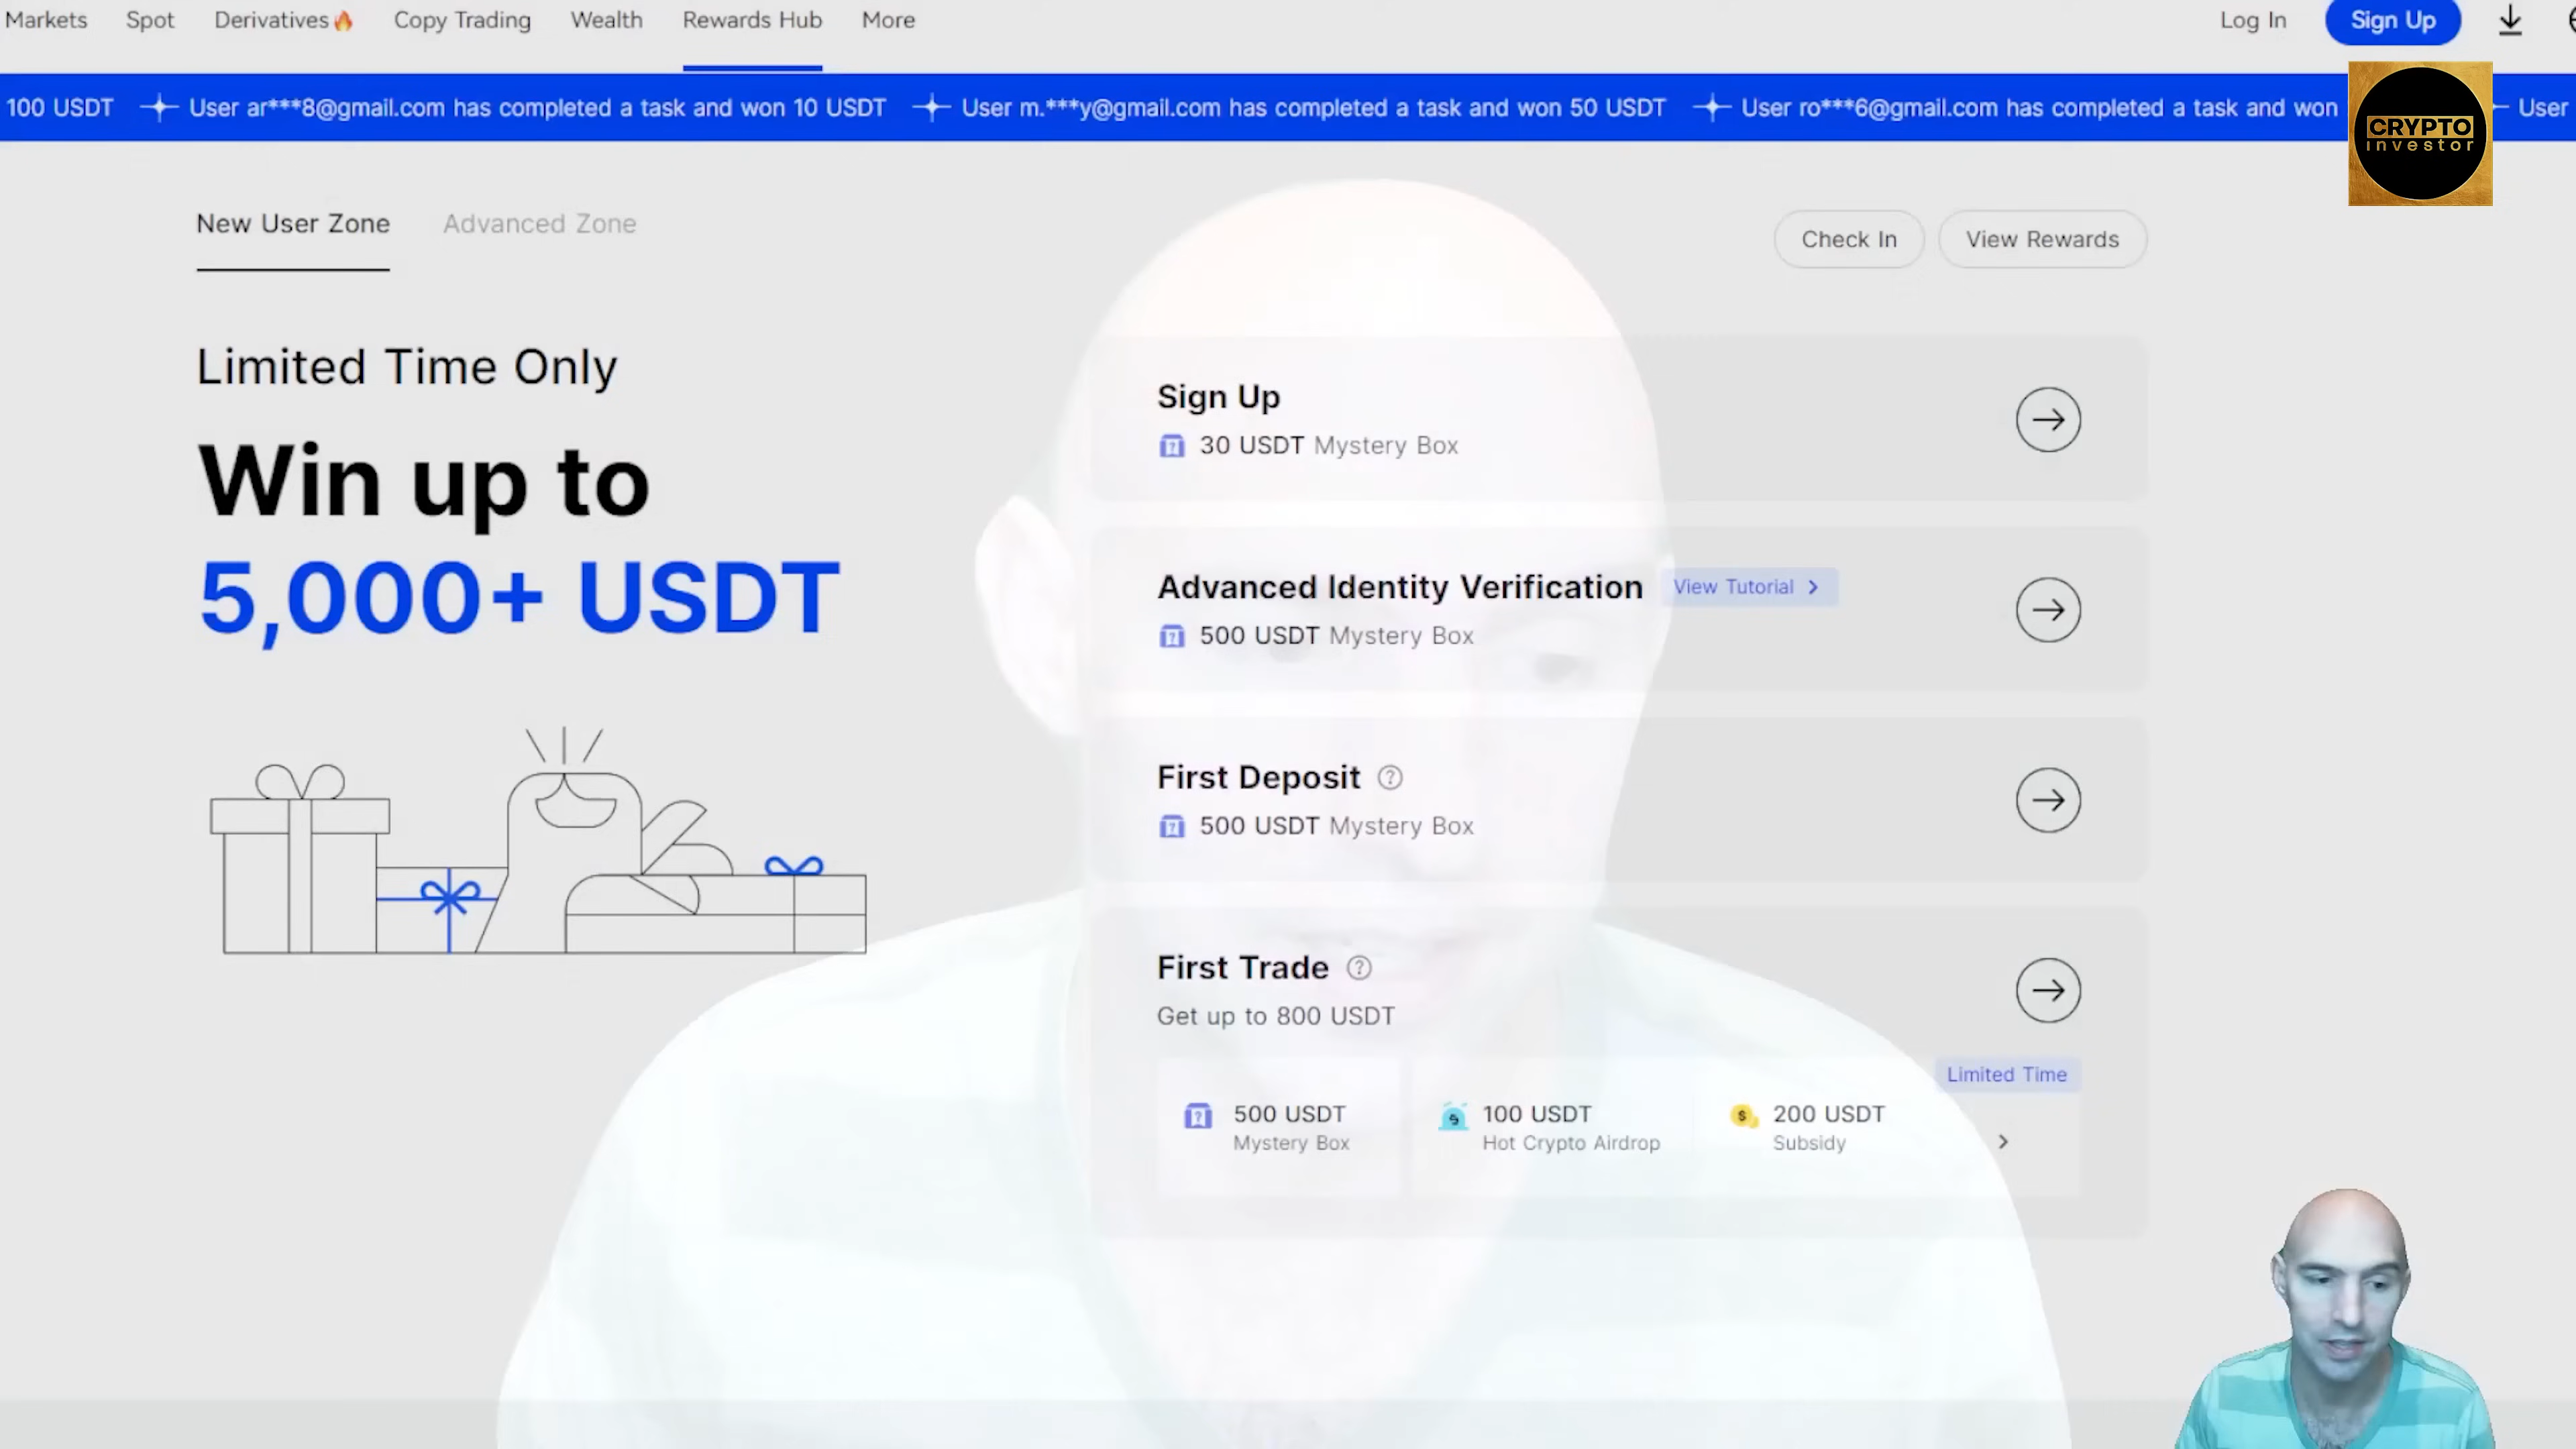 Markets Spot Derivatives Copy Trading Wealth Rewards Hub More Log In Sign Up
100 USDT User ar***8@gmail.com has completed a task and won 10 USDT User m.***y@gmail.com has completed a task and won 50 USDT User ro***6@gmail.com has completed a task and won User
CRYPTO
investor
New User Zone Advanced Zone
Check In View Rewards
Limited Time Only
Win up to
5,000+ USDT
Sign Up
30 USDT Mystery Box
Advanced Identity Verification View Tutorial
500 USDT Mystery Box
First Deposit
500 USDT Mystery Box
First Trade
Get up to 800 USDT
Limited Time
500 USDT
Mystery Box
100 USDT
Hot Crypto Airdrop
200 USDT
Subsidy